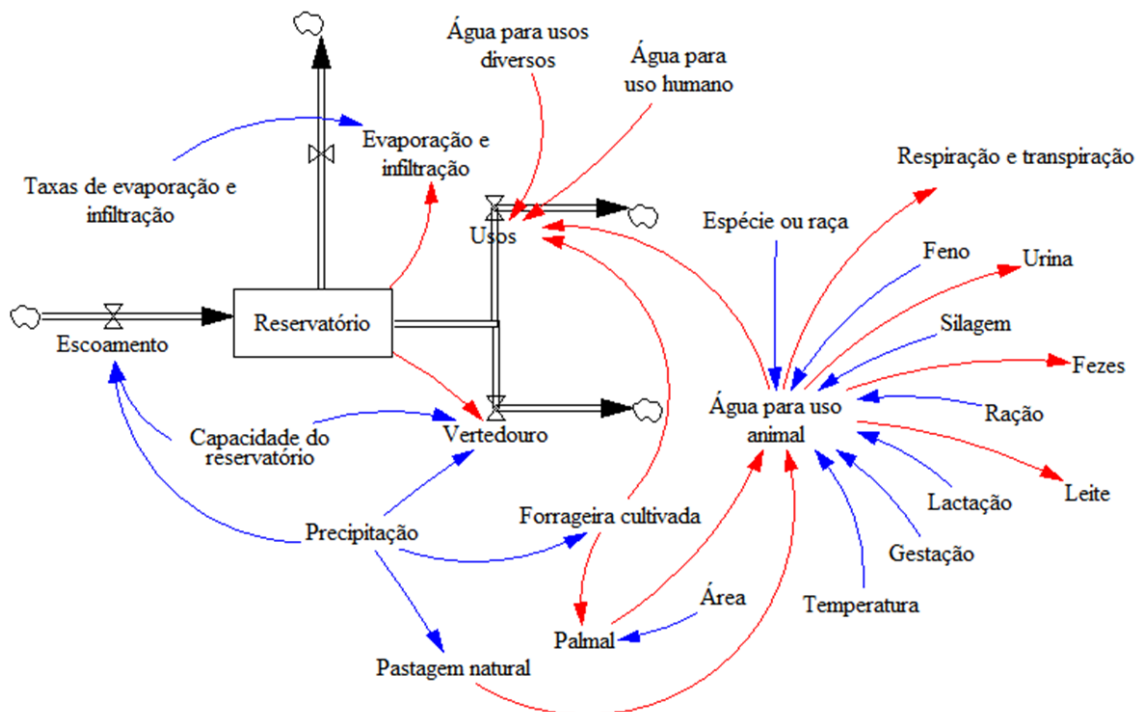 Água para usos
diversos
Água para
uso humano
Evaporação e
infiltração
Respiração e transpiração
Taxas de evaporação e
infiltração
Espécie ou raça
Usos
Feno
Urina
Reservatório
Silagem
Escoamento
Fezes
Água para uso
animal
Ração
Capacidade do
reservatório
Vertedouro
Leite
Lactação
Precipitação
Forrageira cultivada
Gestação
Área
Temperatura
Palmal
Pastagem natural